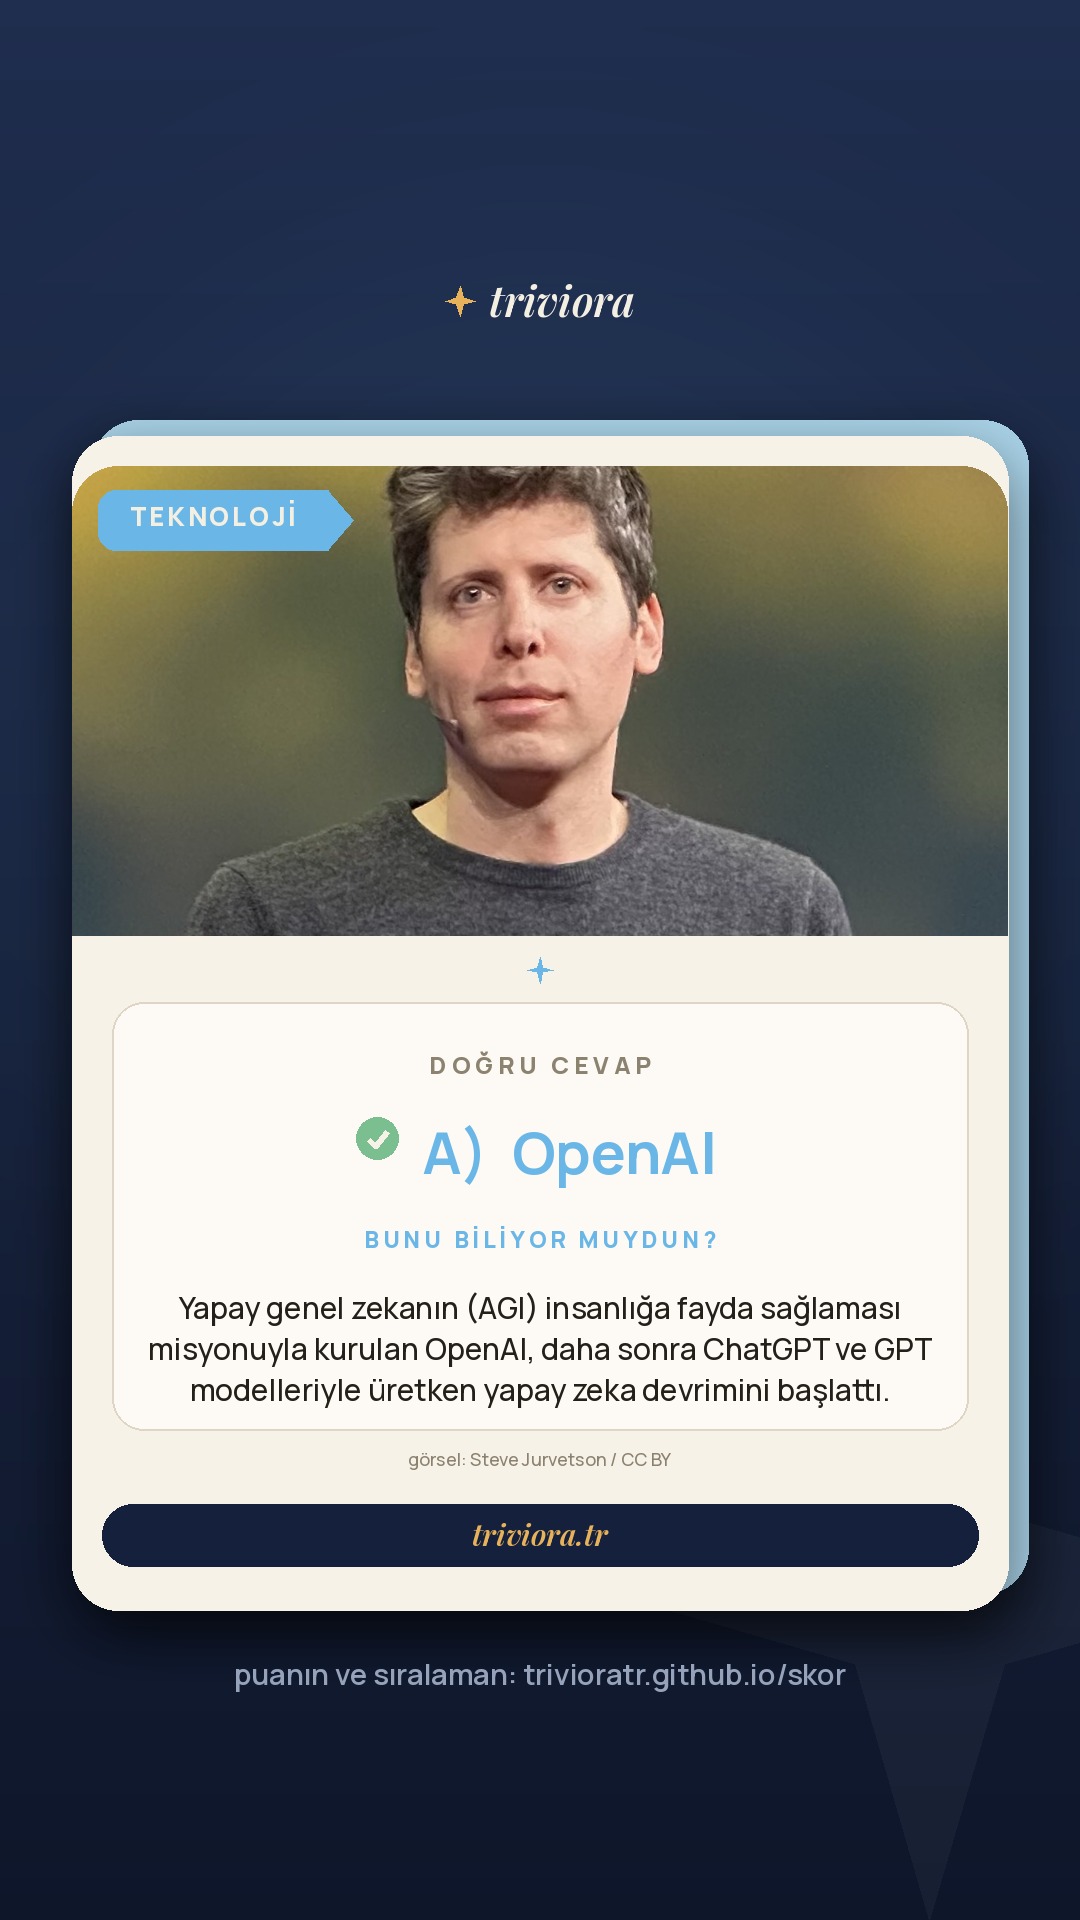 triviora
TEKNOLOJİ
DOĞRU CEVAP
A) OpenAI
BUNU BİLİYOR MUYDUN?
Yapay genel zekanın (AGI) insanlığa fayda sağlaması
misyonuyla kurulan OpenAI, daha sonra ChatGPT ve GPT
modelleriyle üretken yapay zeka devrimini başlattı.
görsel: Steve Jurvetson / CC BY
triviora.tr
puanın ve sıralaman: trivioratr.github.io/skor